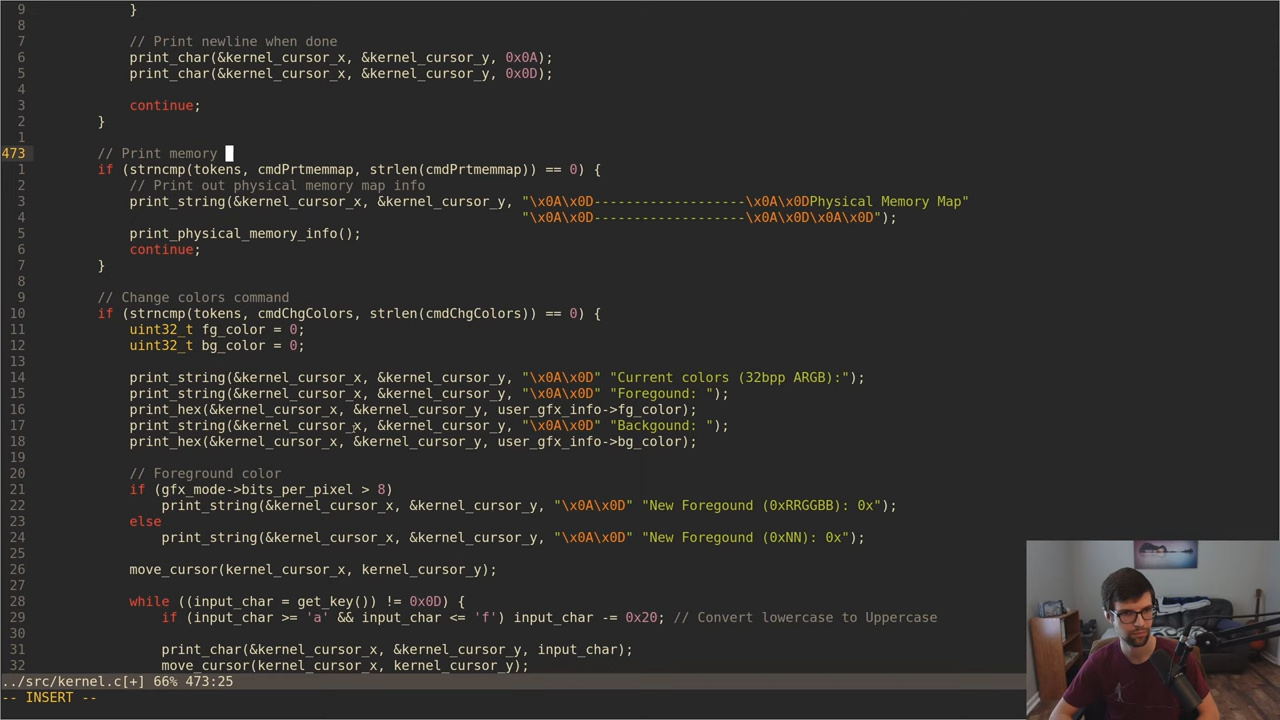 9             }
8
7             // Print newline when done
6             print_char(&kernel_cursor_x, &kernel_cursor_y, 0x0A);
5             print_char(&kernel_cursor_x, &kernel_cursor_y, 0x0D);
4
3             continue;
2         }
1
473         // Print memory
1         if (strncmp(tokens, cmdPrtmemmap, strlen(cmdPrtmemmap)) == 0) {
2             // Print out physical memory map info
3             print_string(&kernel_cursor_x, &kernel_cursor_y, "\x0A\x0D-------------------\x0A\x0DPhysical Memory Map"
4                                                              "\x0A\x0D-------------------\x0A\x0D\x0A\x0D");
5             print_physical_memory_info();
6             continue;
7         }
8
9         // Change colors command
10         if (strncmp(tokens, cmdChgColors, strlen(cmdChgColors)) == 0) {
11             uint32_t fg_color = 0;
12             uint32_t bg_color = 0;
13
14             print_string(&kernel_cursor_x, &kernel_cursor_y, "\x0A\x0D" "Current colors (32bpp ARGB):");
15             print_string(&kernel_cursor_x, &kernel_cursor_y, "\x0A\x0D" "Foregound: ");
16             print_hex(&kernel_cursor_x, &kernel_cursor_y, user_gfx_info->fg_color);
17             print_string(&kernel_cursor_x, &kernel_cursor_y, "\x0A\x0D" "Backgound: ");
18             print_hex(&kernel_cursor_x, &kernel_cursor_y, user_gfx_info->bg_color);
19
20             // Foreground color
21             if (gfx_mode->bits_per_pixel > 8)
22                 print_string(&kernel_cursor_x, &kernel_cursor_y, "\x0A\x0D" "New Foregound (0xRRGGBB): 0x");
23             else
24                 print_string(&kernel_cursor_x, &kernel_cursor_y, "\x0A\x0D" "New Foregound (0xNN): 0x");
25
26             move_cursor(kernel_cursor_x, kernel_cursor_y);
27
28             while ((input_char = get_key()) != 0x0D) {
29                 if (input_char >= 'a' && input_char <= 'f') input_char -= 0x20; // Convert lowercase to Uppercase
30
31                 print_char(&kernel_cursor_x, &kernel_cursor_y, input_char);
32                 move_cursor(kernel_cursor_x, kernel_cursor_y);
../src/kernel.c[+] 66% 473:25
-- INSERT --